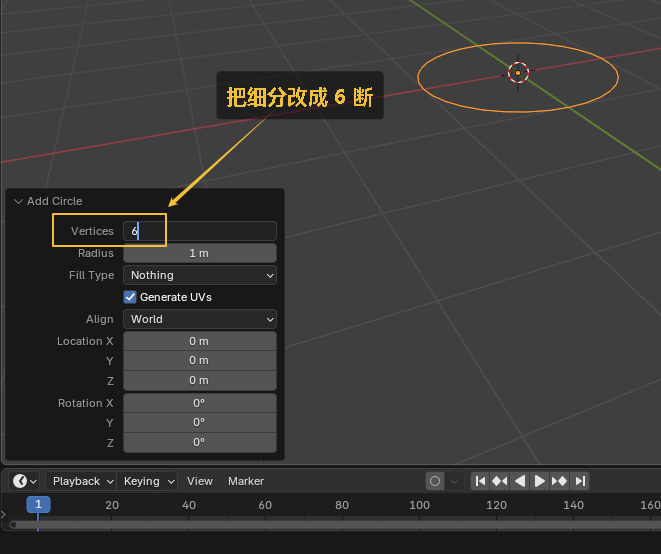 把细分改成 6 断
Add Circle
Vertices 6
Radius 1 m
Fill Type Nothing
Generate UVs
Align World
Location X 0 m
Y 0 m
Z 0 m
Rotation X 0°
Y 0°
Z 0°
Playback Keying View Marker
1 20 40 60 80 100 120 140 160